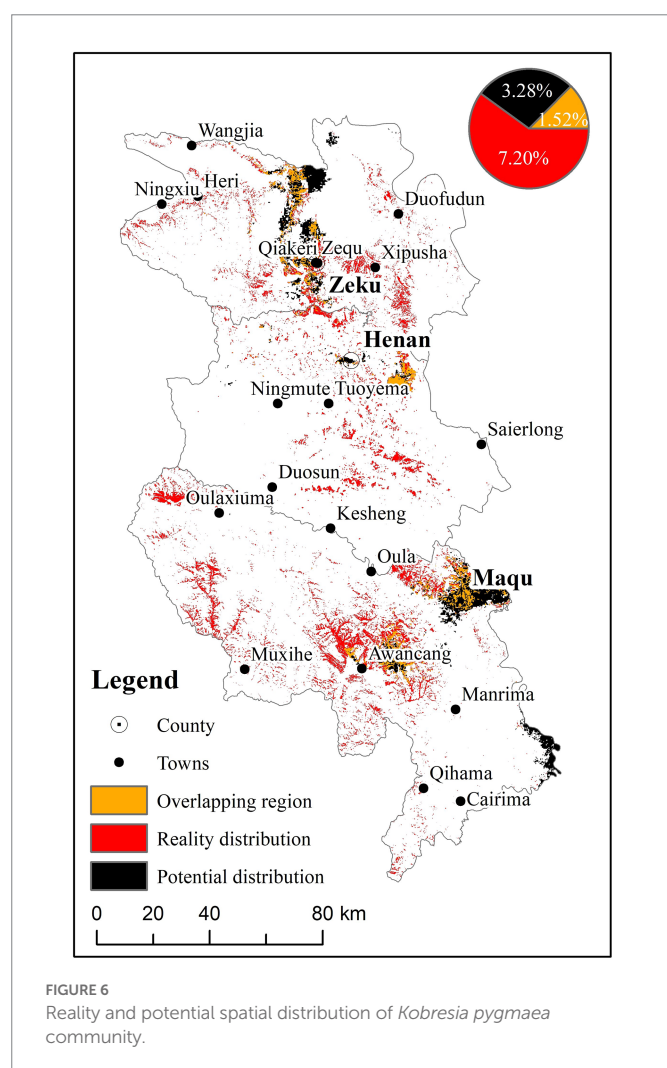 3.28%
1.52%
7.20%
Wangjia
Heri
Ningxiu
Duofudun
Qiakeri Zequ
Xipusha
Zeku
Henan
Ningmute Tuoyema
Saierlong
Duosun
Oulaxiuma
Kesheng
Oula
Maqu
Muxihe
Awancang
Manrima
Qihama
Cairima
Legend
County
Towns
Overlapping region
Reality distribution
Potential distribution
0 20 40 80 km
FIGURE 6
Reality and potential spatial distribution of Kobresia pygmaea
community.